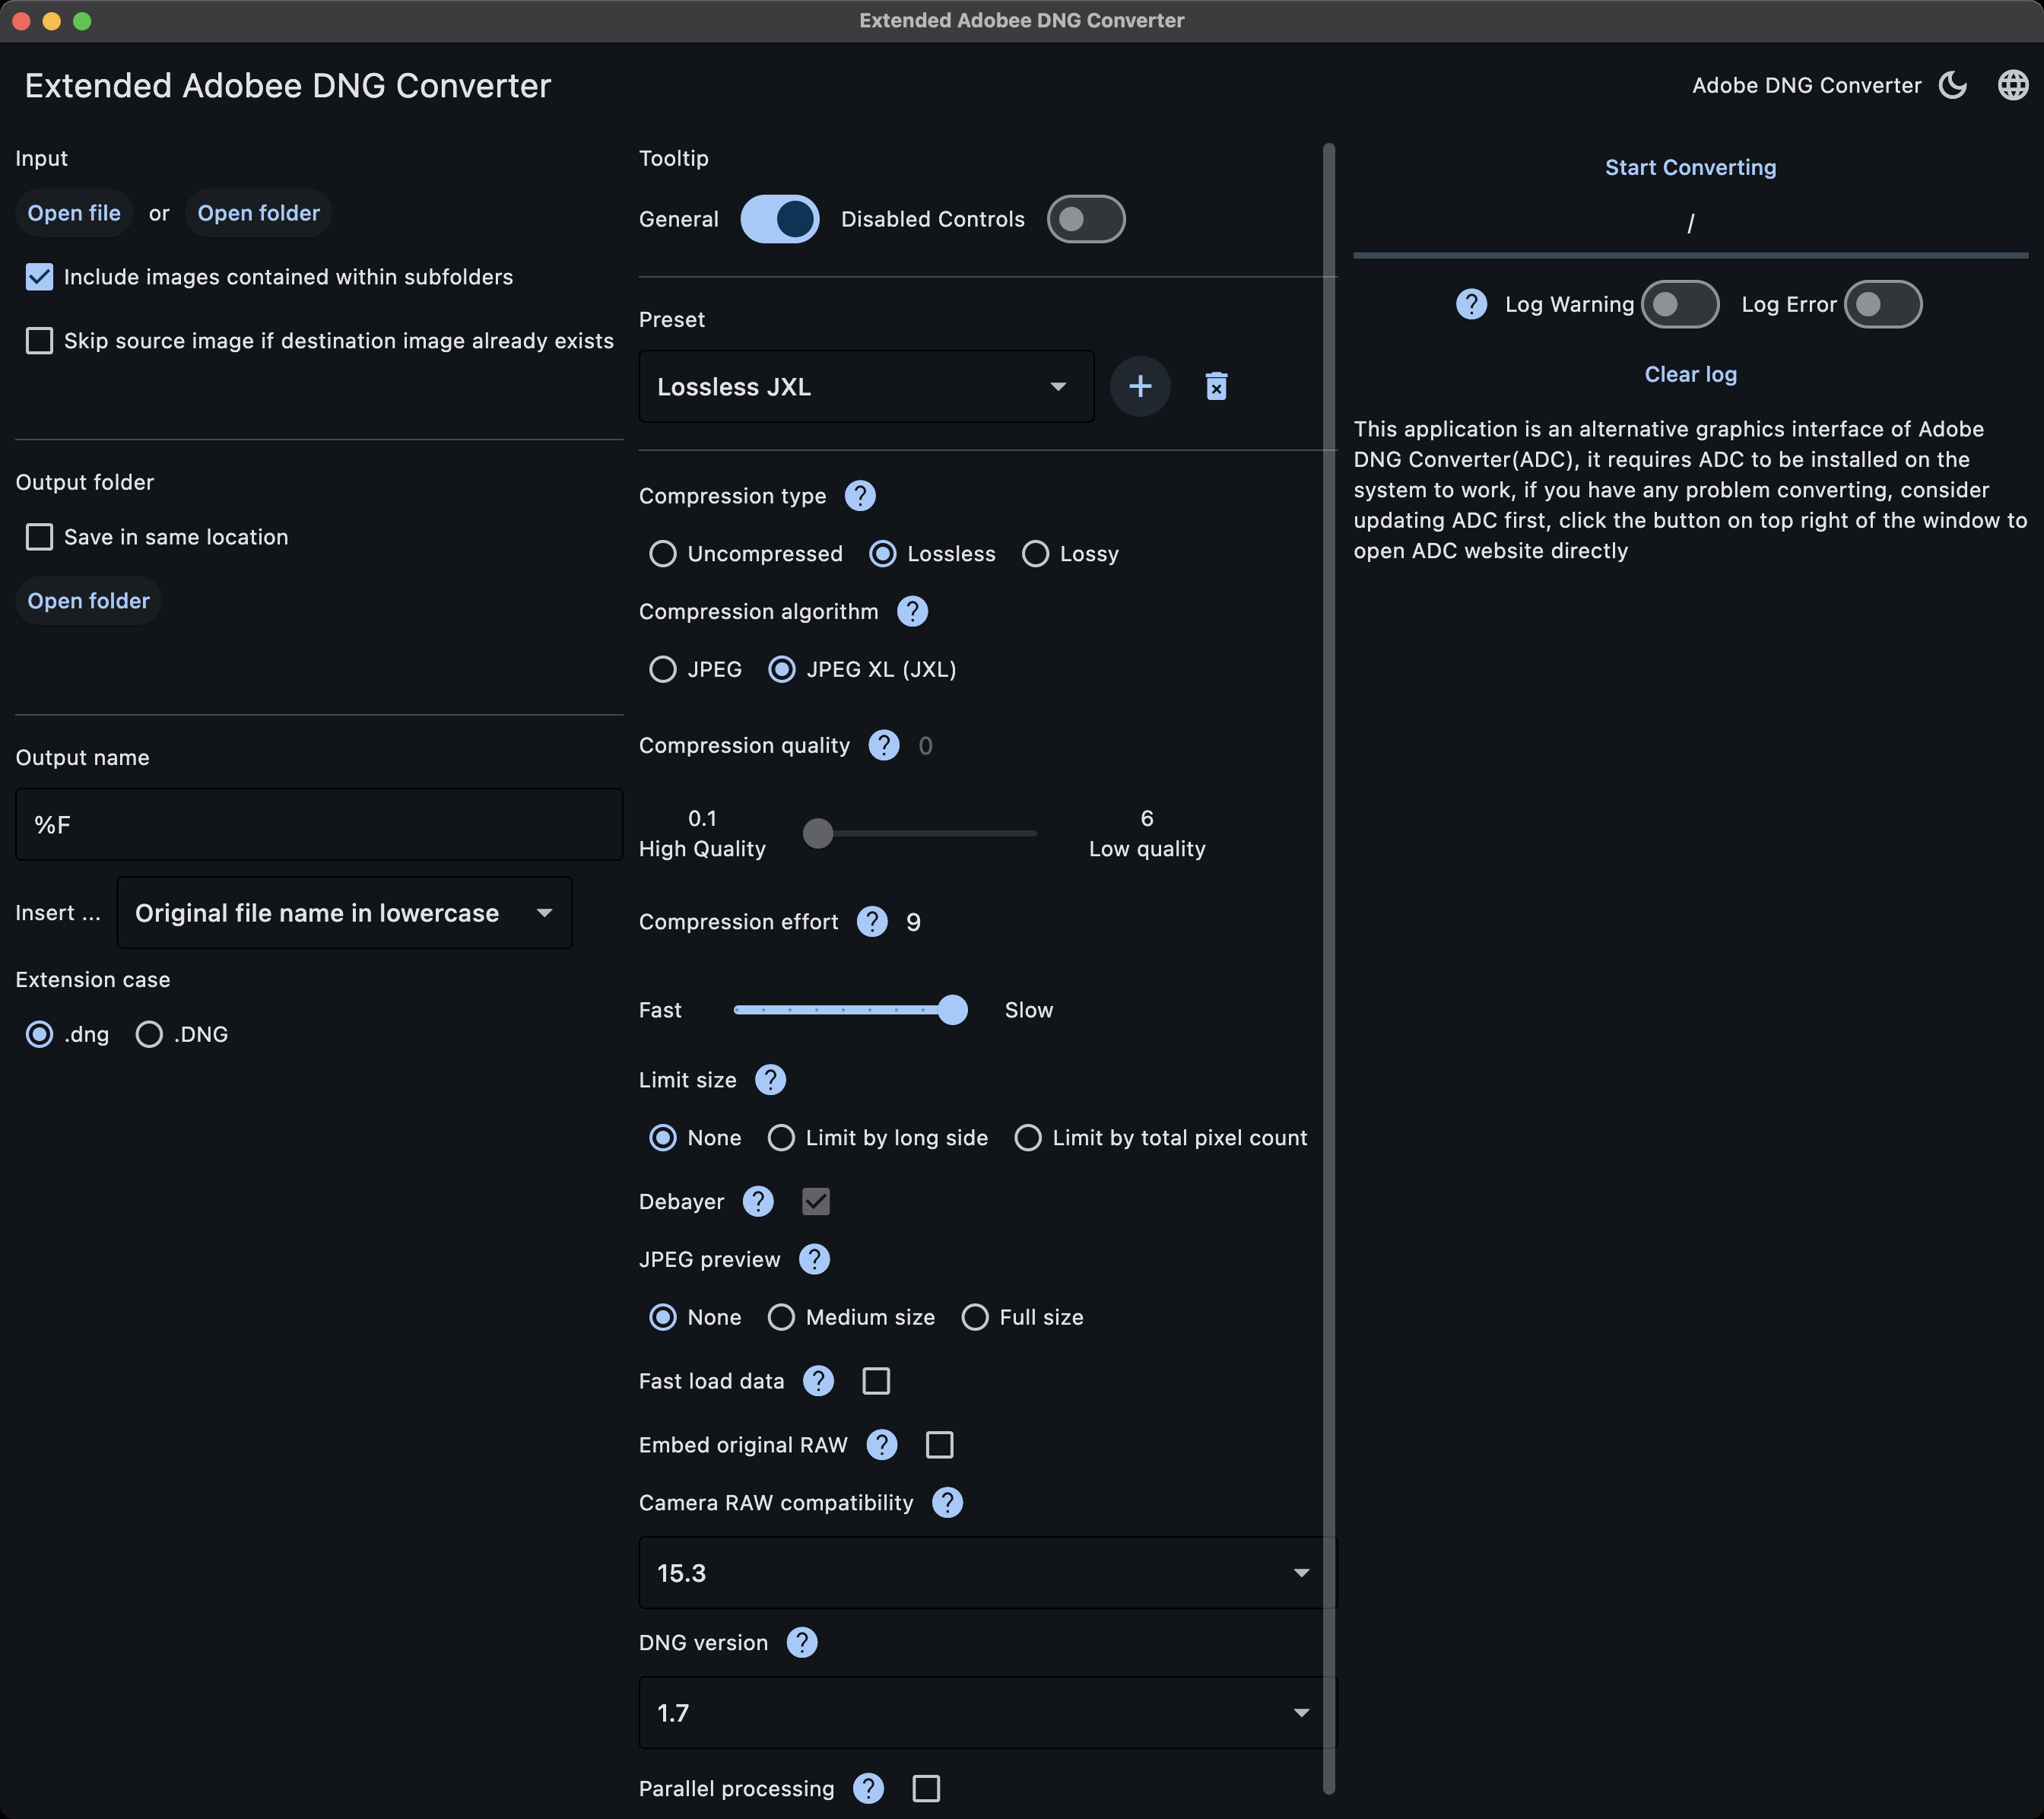 Extended Adobee DNG Converter
Extended Adobee DNG Converter
Adobe DNG Converter
Input
Open file or Open folder
Include images contained within subfolders
Skip source image if destination image already exists
Output folder
Save in same location
Open folder
Output name
%F
Insert ... Original file name in lowercase
Extension case
.dng .DNG
Tooltip
General Disabled Controls
Preset
Lossless JXL
Compression type ?
Uncompressed Lossless Lossy
Compression algorithm ?
JPEG JPEG XL (JXL)
Compression quality ? 0
0.1 6
High Quality Low quality
Compression effort ? 9
Fast Slow
Limit size ?
None Limit by long side Limit by total pixel count
Debayer ?
JPEG preview ?
None Medium size Full size
Fast load data ?
Embed original RAW ?
Camera RAW compatibility ?
15.3
DNG version ?
1.7
Parallel processing ?
Start Converting
/
? Log Warning Log Error
Clear log
This application is an alternative graphics interface of Adobe
DNG Converter(ADC), it requires ADC to be installed on the
system to work, if you have any problem converting, consider
updating ADC first, click the button on top right of the window to
open ADC website directly